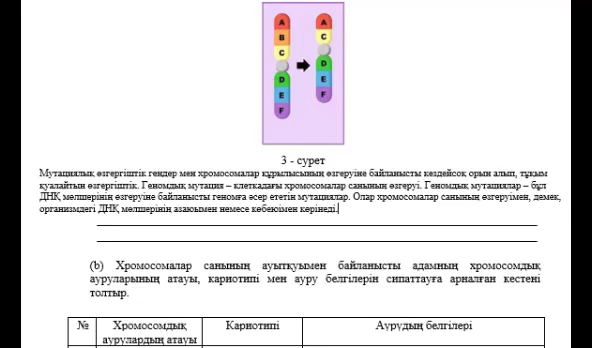 A A
B C
C
D D
E E
F F
3 - сурет
Мутациялық өзгергіштік гендер мен хромосомалар құрылысының өзгеруіне байланысты кездейсоқ орын алып, тұқым
қуалайтын өзгергіштік. Геномдық мутация – клеткадағы хромосомалар санының өзгеруі. Геномдық мутациялар – бұл
ДНҚ мөлшерінің өзгеруіне байланысты геномға әсер ететін мутациялар. Олар хромосомалар санының өзгеруімен, демек,
организмдегі ДНҚ мөлшерінің азаюымен немесе көбеюімен көрінеді.
(b) Хромосомалар санының ауытқуымен байланысты адамның хромосомдық
ауруларының атауы, кариотипі мен ауру белгілерін сипаттауға арналған кестені
толтыр.
№ Хромосомдық Кариотипі Аурудың белгілері
аурулардың атауы